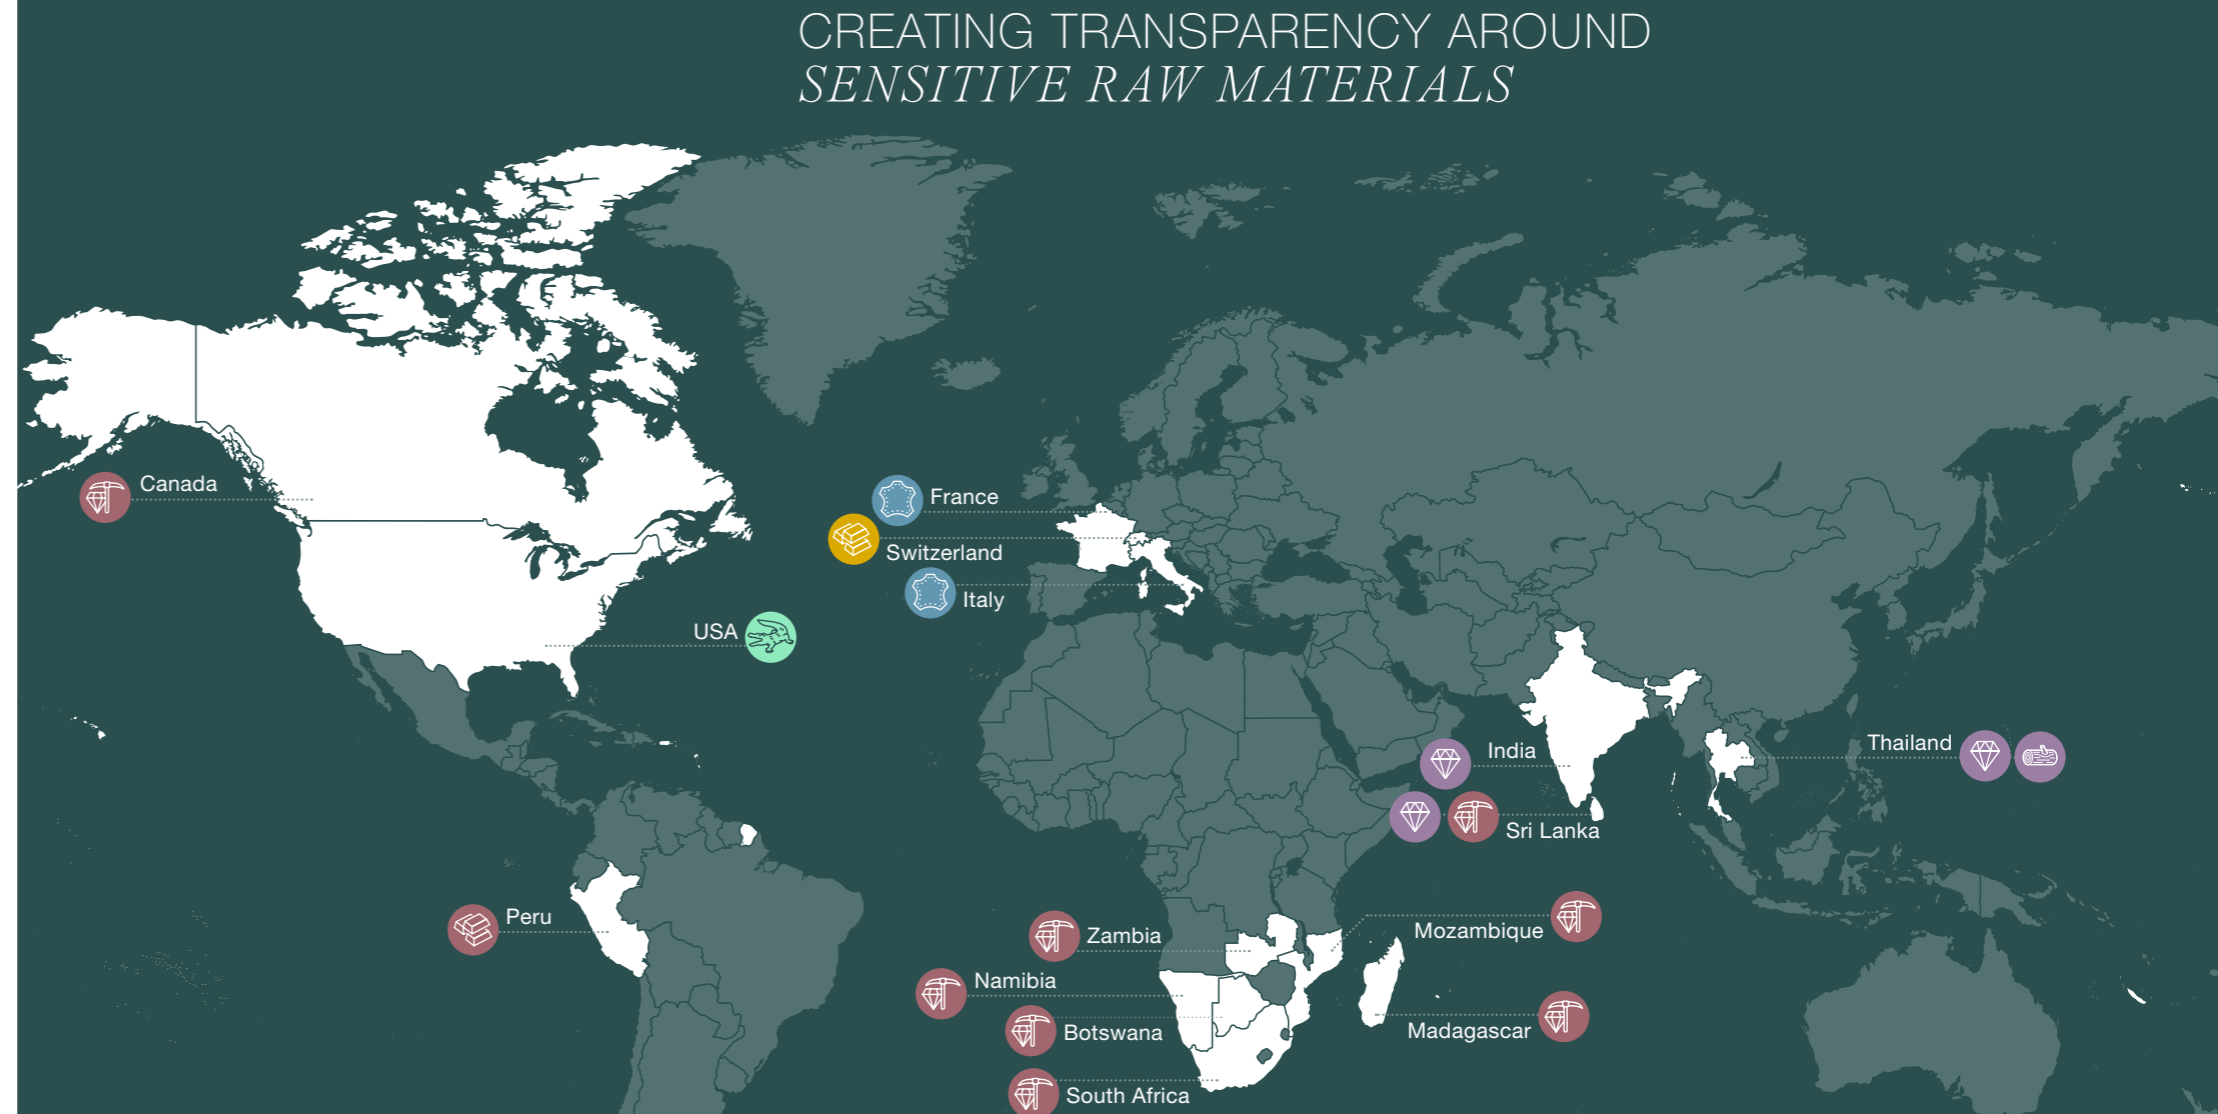 CREATING TRANSPARENCY AROUND
SENSITIVE RAW MATERIALS
Canada
France
Switzerland
Italy
USA
India
Thailand
Sri Lanka
Peru
Zambia
Mozambique
Namibia
Botswana
Madagascar
South Africa